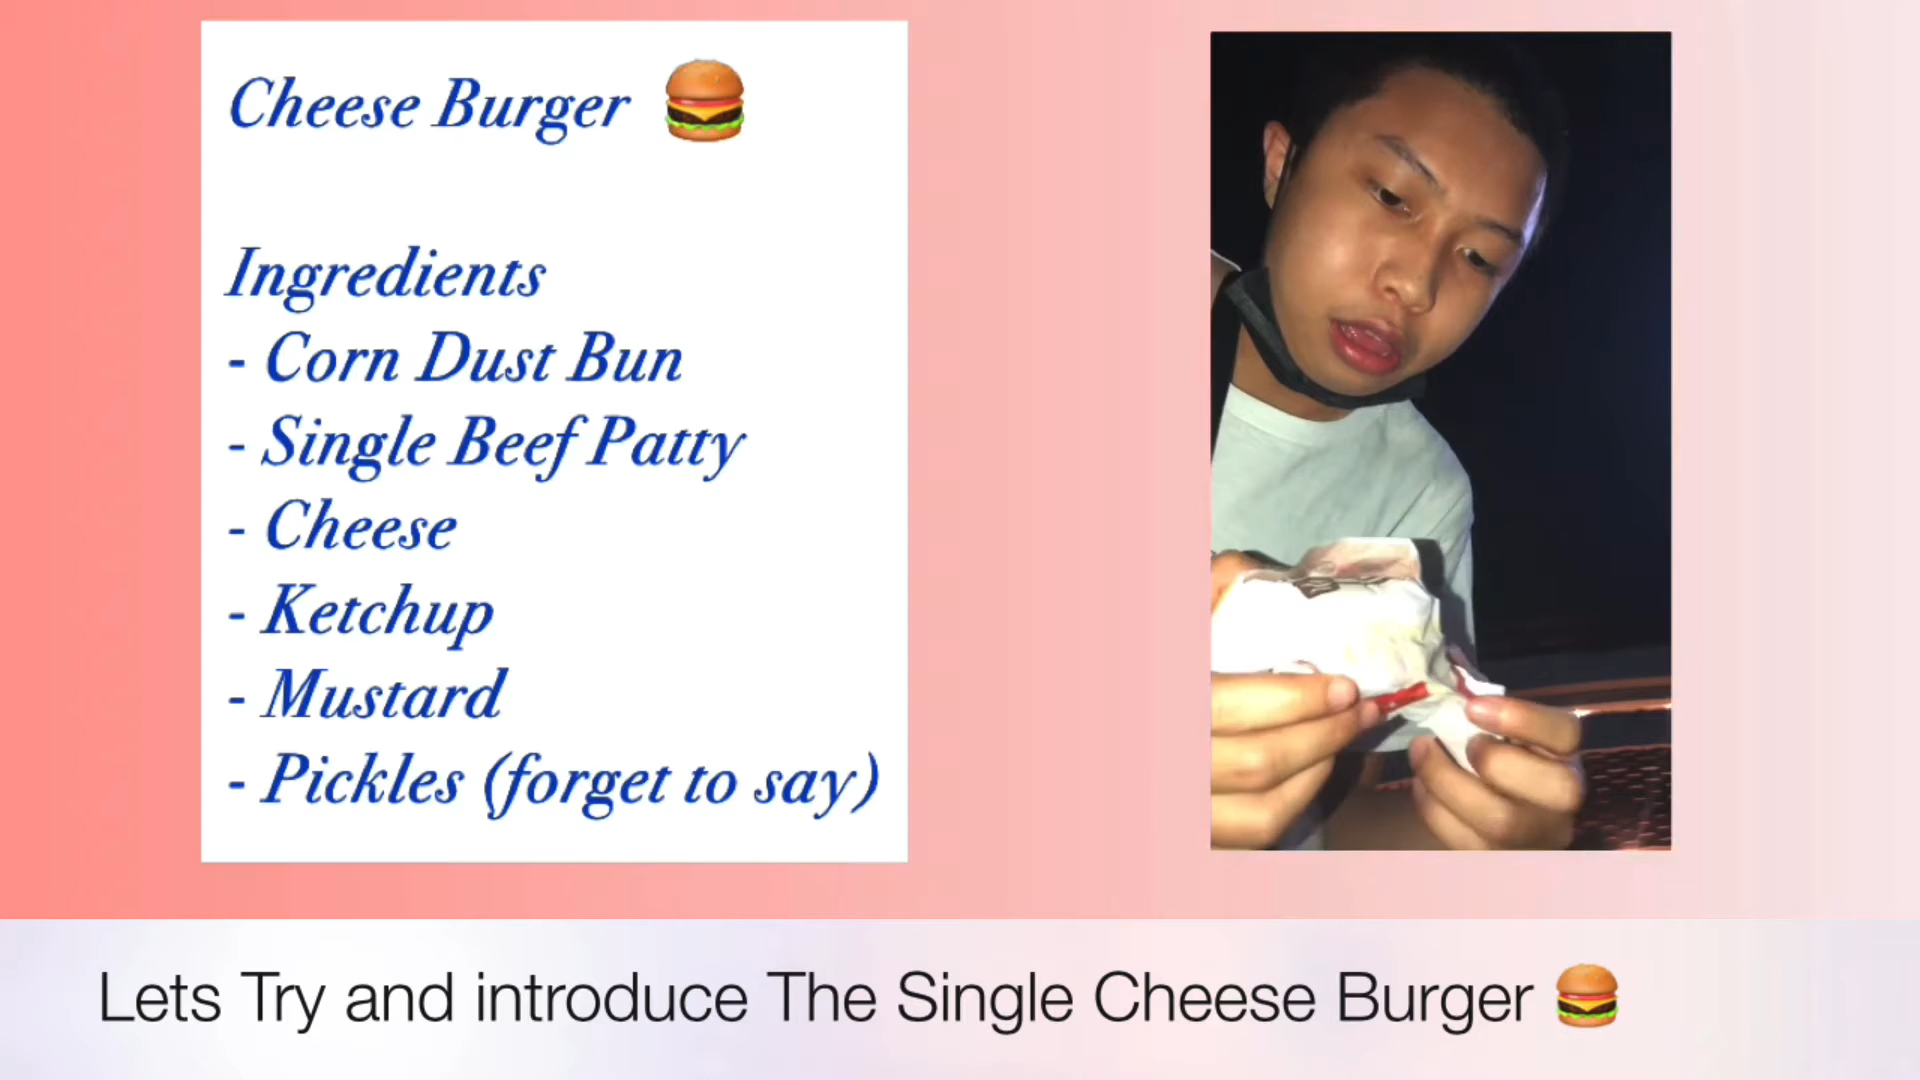 Cheese Burger 🍔
Ingredients
- Corn Dust Bun
- Single Beef Patty
- Cheese
- Ketchup
- Mustard
- Pickles (forget to say)
Lets Try and introduce The Single Cheese Burger 🍔